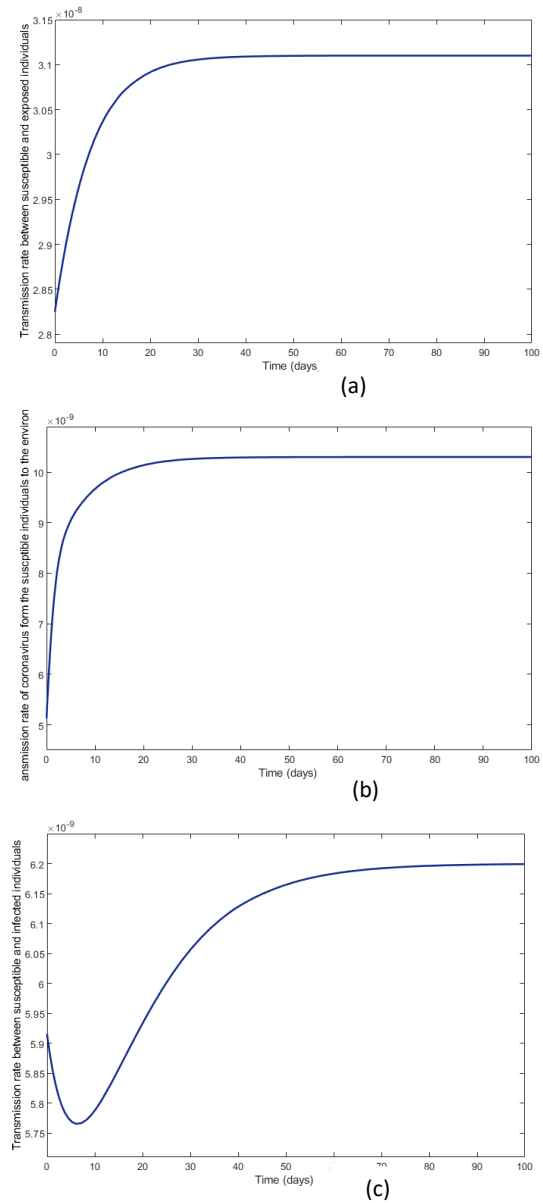 × 10^-8
Transmission rate between susceptible and exposed individuals
3.15
3.1
3.05
3
2.95
2.9
2.85
2.8
0 10 20 30 40 50 60 70 80 90 100
Time (days
(a)
× 10^-9
ansmission rate of coronavirus form the suscptible individuals to the environ
10
9
8
7
6
5
0 10 20 30 40 50 60 70 80 90 100
Time (days)
(b)
× 10^-9
Transmission rate between susceptible and infected individuals
6.2
6.15
6.1
6.05
6
5.95
5.9
5.85
5.8
5.75
0 10 20 30 40 50 60 70 80 90 100
Time (days)
(c)